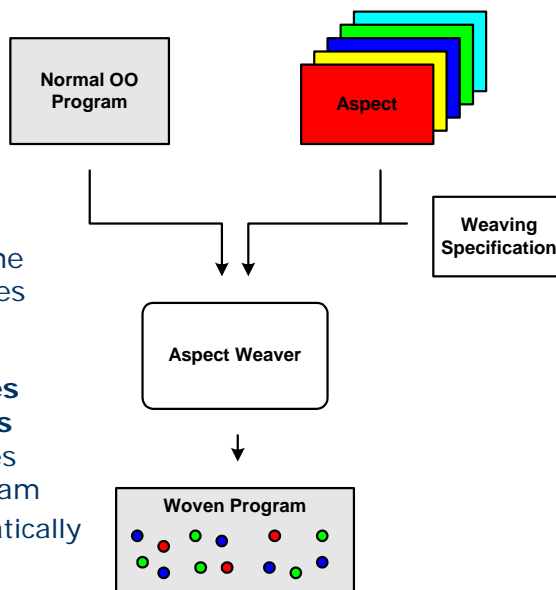 Normal OO
Program
Aspect
Weaving
Specification
Aspect Weaver
Woven Program